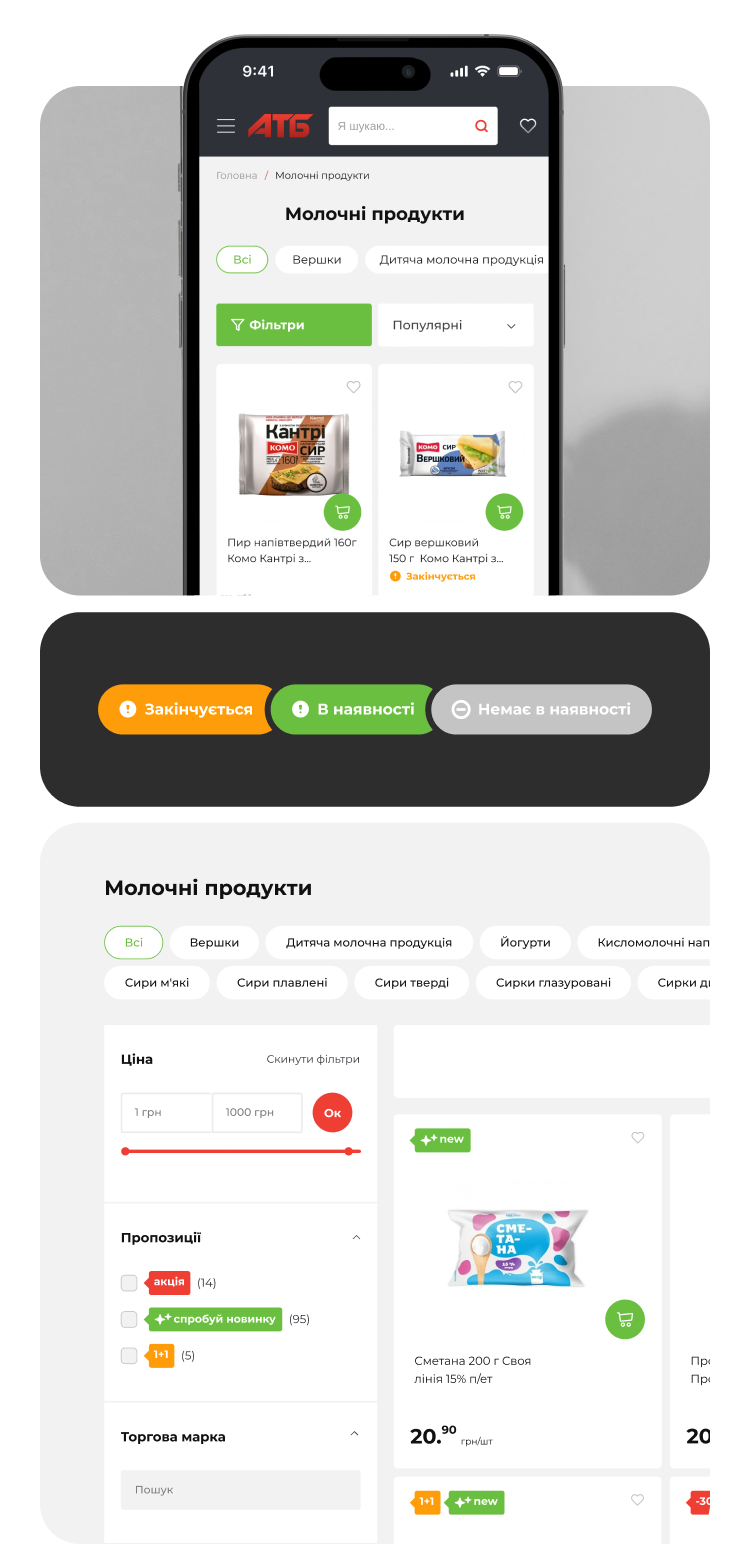 9:41
АТБ
Я шукаю...
Головна / Молочні продукти
Молочні продукти
Всі
Вершки
Дитяча молочна продукція
Фільтри
Популярні
Кантрі
КОМО СИР
160г
КОМО СИР
Вершковий
Пир напівтвердий 160г
Комо Кантрі з...
Сир вершковий
150 г Комо Кантрі з...
Закінчується
Закінчується
В наявності
Немає в наявності
Молочні продукти
Всі
Вершки
Дитяча молочна продукція
Йогурти
Кисломолочні нап
Сири м'які
Сири плавлені
Сири тверді
Сирки глазуровані
Сирки
Ціна
Скинути фільтри
1 грн
1000 грн
Ок
Пропозиції
акція (14)
спробуй новинку (95)
1+1 (5)
Торгова марка
Пошук
new
СМЕ-
ТА-
НА
Сметана 200 г Своя
лінія 15% п/ет
20.90 грн/шт
Пр
Пр
20
1+1
new
-30